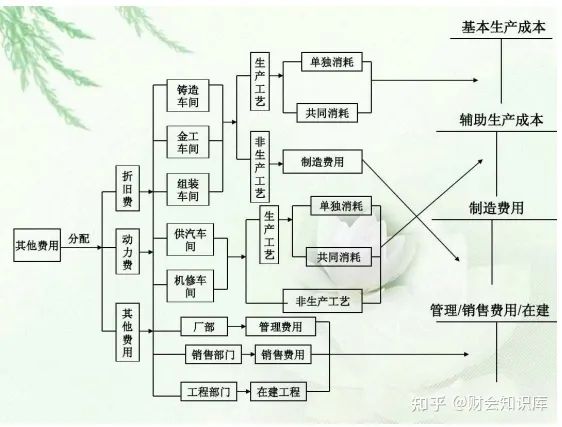 基本生产成本
生产工艺
单独消耗
铸造
车间
共同消耗
辅助生产成本
金工
车间
非生产工艺
制造费用
折旧费
组装
车间
制造费用
生产工艺
单独消耗
其他费用
分配
动力费
供汽车
间
共同消耗
机修车
间
非生产工艺
管理/销售费用/在建
其他费用
厂部
管理费用
销售部门
销售费用
工程部门
在建工程
知乎 @财会知识库